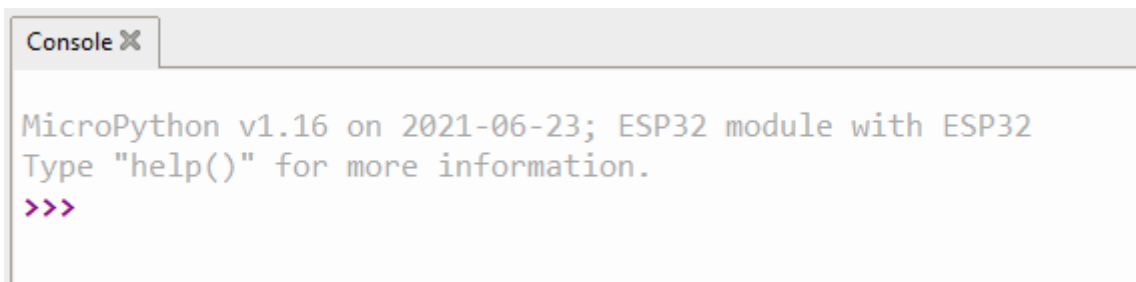 Console
MicroPython v1.16 on 2021-06-23; ESP32 module with ESP32
Type "help()" for more information.
>>>